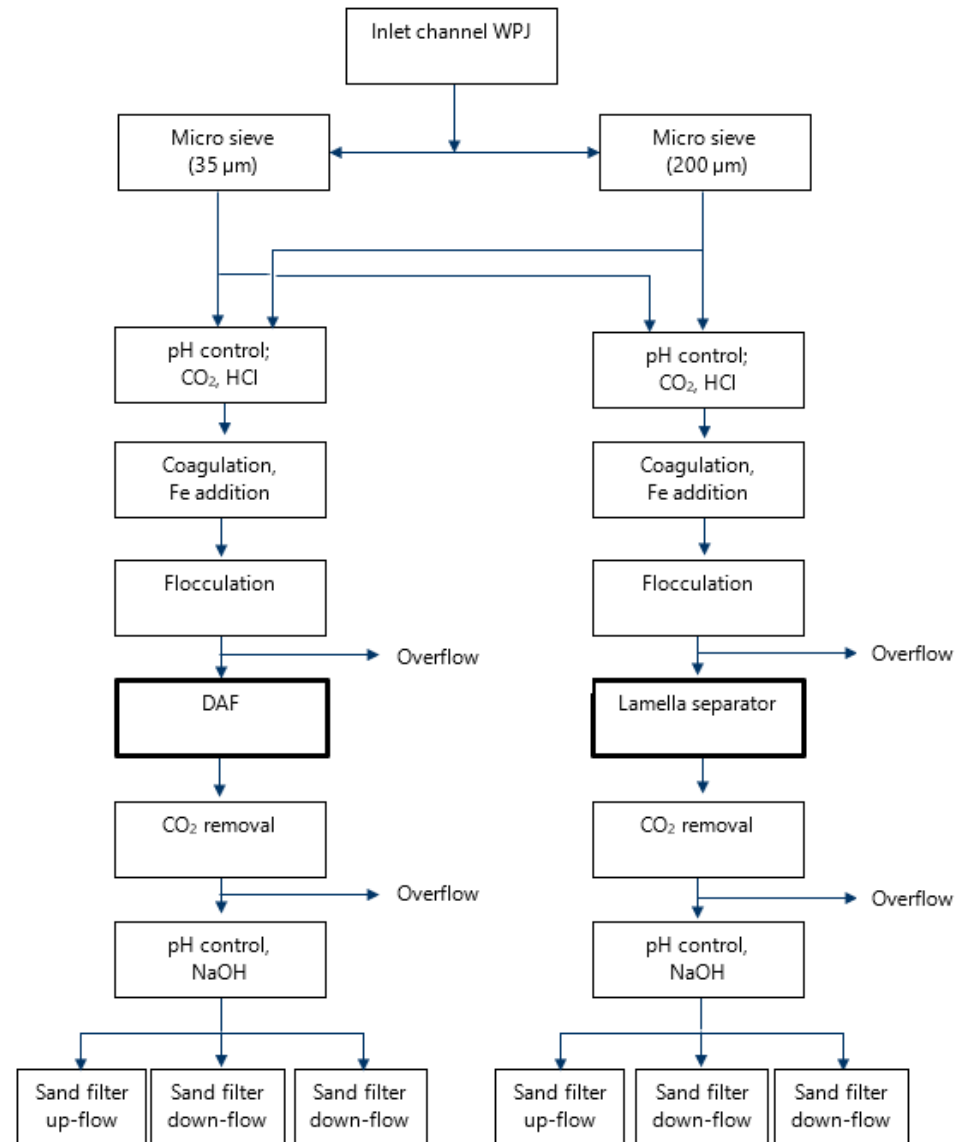 Inlet channel WPJ
Micro sieve
(35 µm)
Micro sieve
(200 µm)
pH control;
CO₂, HCl
pH control;
CO₂, HCl
Coagulation,
Fe addition
Coagulation,
Fe addition
Flocculation
Flocculation
Overflow
Overflow
DAF
Lamella separator
CO₂ removal
CO₂ removal
Overflow
Overflow
pH control,
NaOH
pH control,
NaOH
Sand filter
up-flow
Sand filter
down-flow
Sand filter
down-flow
Sand filter
up-flow
Sand filter
down-flow
Sand filter
down-flow